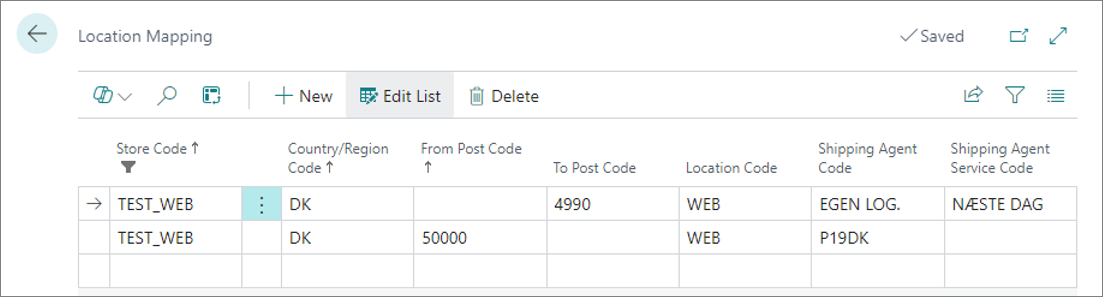 Location Mapping
Saved
New
Edit List
Delete
Store Code ↑
Country/Region Code ↑
From Post Code ↑
To Post Code
Location Code
Shipping Agent Code
Shipping Agent Service Code
TEST_WEB DK 4990 WEB EGEN LOG. NÆSTE DAG
TEST_WEB DK 50000 WEB P19DK